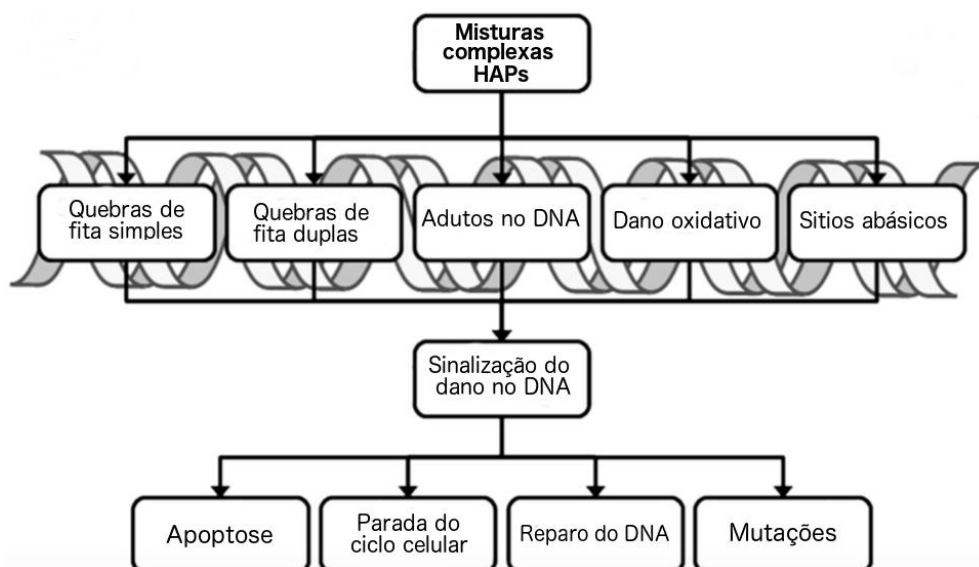 Misturas
complexas
HAPs
Quebras de
fita simples
Quebras de
fita duplas
Adutos no DNA
Dano oxidativo
Sitios abásicos
Sinalização do
dano no DNA
Apoptose
Parada do
ciclo celular
Reparo do DNA
Mutações